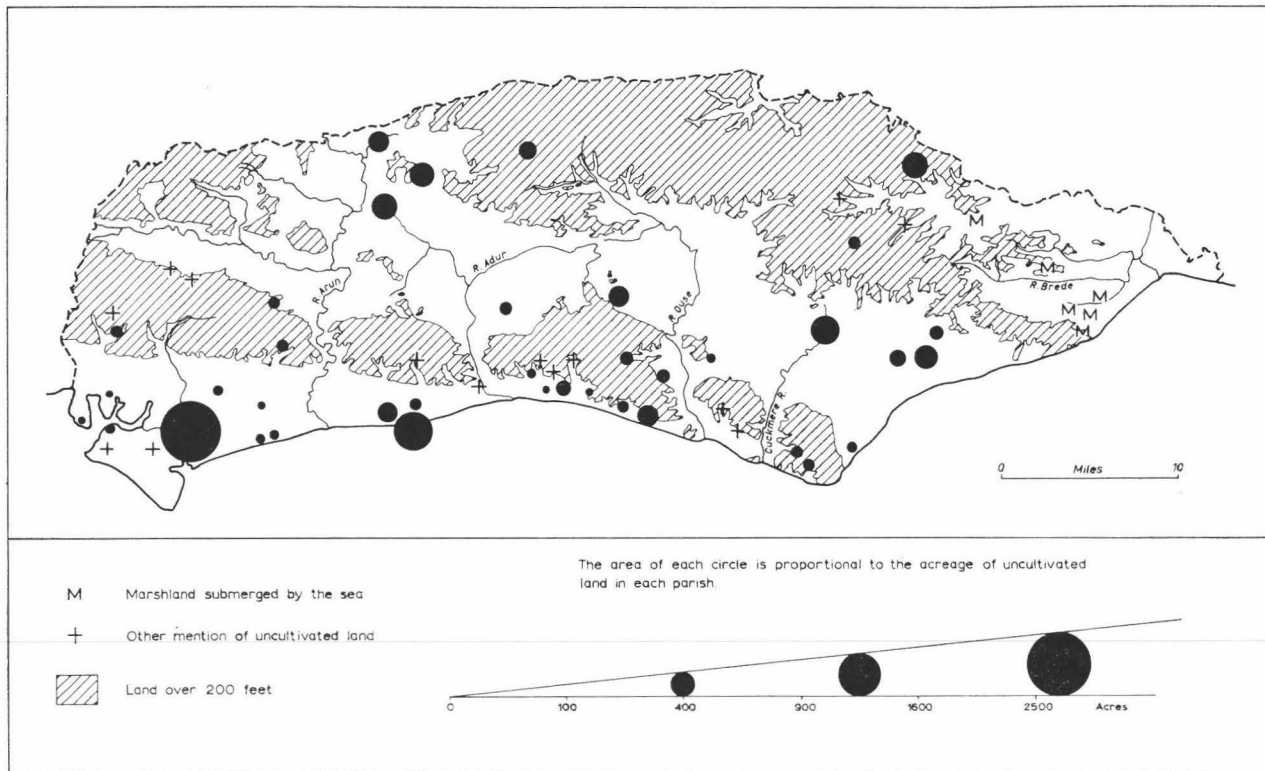 M
M
R. Brede
M
M
M
M
R. Adur
R. Arun
R. Ouse
Cuckmere R.
0 Miles 10
The area of each circle is proportional to the acreage of uncultivated
land in each parish.
M Marshland submerged by the sea
+ Other mention of uncultivated land
Land over 200 feet
0 100 400 900 1600 2500 Acres